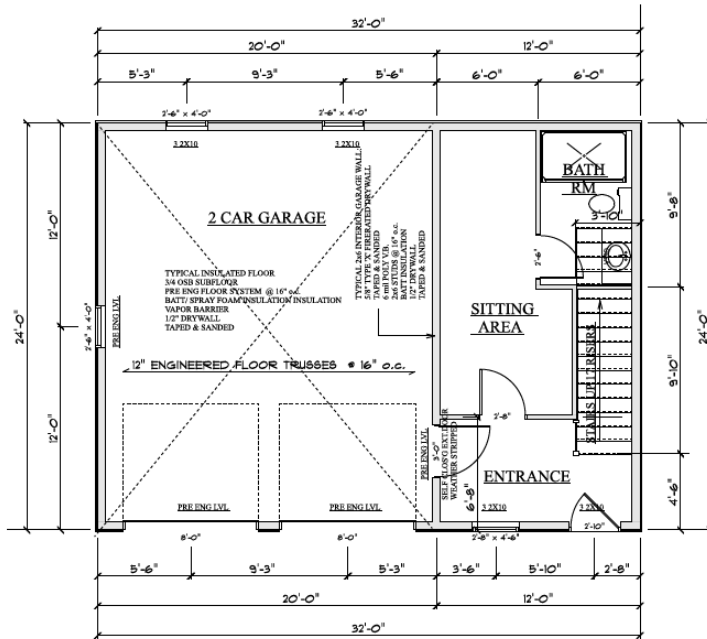 32'-0"
20'-0" 12'-0"
5'-3" 9'-3" 5'-6" 6'-0" 6'-0"
2'-6" x 4'-0" 2'-6" x 4'-0"
3 2X10 3 2X10
BATH
RM
3'-10"
9'-8"
2 CAR GARAGE
12'-0"
TYPICAL 2x6 INTERIOR GARAGE WALL:
5/8" TYPE 'X' FIRERATED DRYWALL
TAPED & SANDED
6 mil POLY V.B.
2x6 STUDS @ 16" o.c.
BATT INSULATION
1/2" DRYWALL
TAPED & SANDED
2'-6"
TYPICAL INSULATED FLOOR
3/4 OSB SUBFLOOR
PRE ENG FLOOR SYSTEM @ 16" o.c.
BATT/ SPRAY FOAM INSULATION INSULATION
VAPOR BARRIER
1/2" DRYWALL
TAPED & SANDED
SITTING
AREA
24'-0"
2'-6" x 4'-0"
PRE ENG LVL
24'-0"
12" ENGINEERED FLOOR TRUSSES @ 16" o.c.
STAIRS UP 17 RISERS
9'-10"
12'-0"
2'-8"
PRE ENG LVL
3'-0"
SELF CLOS'G EXT.DOOR
WEATHER STRIPPED
6'-8"
ENTRANCE
4'-6"
PRE ENG LVL PRE ENG LVL 3 2X10 3 2X10
2'-10"
8'-0" 8'-0" 2'-8" x 4'-6"
5'-6" 9'-3" 5'-3" 3'-6" 5'-10" 2'-8"
20'-0" 12'-0"
32'-0"